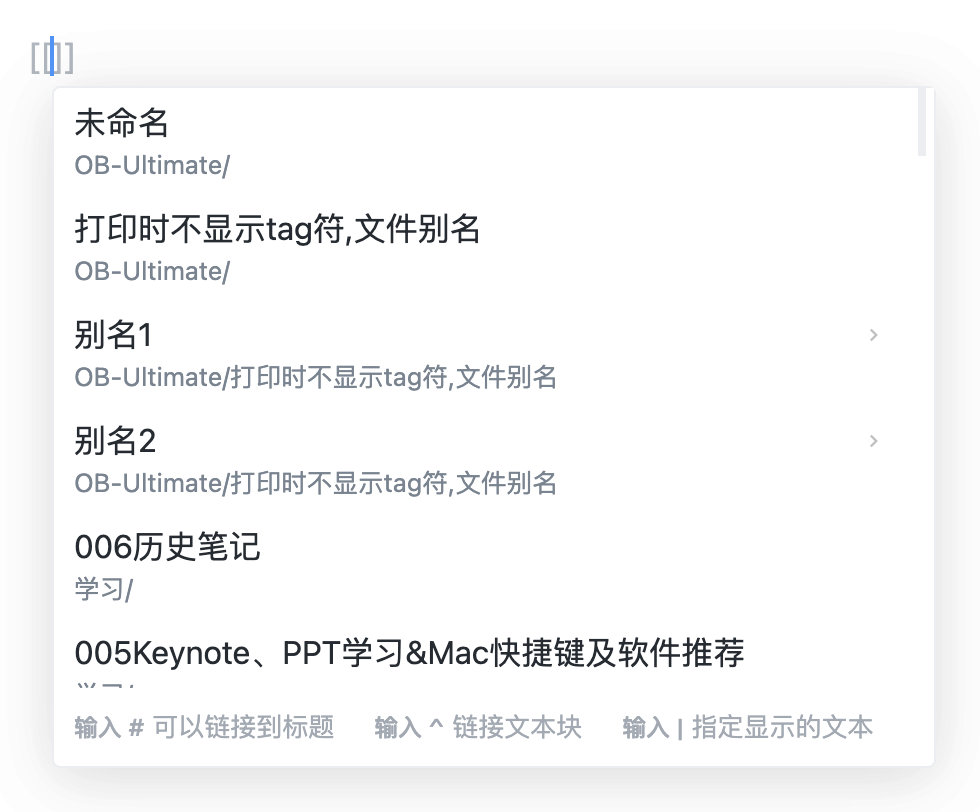 [[]]
未命名
OB-Ultimate/
打印时不显示tag符,文件别名
OB-Ultimate/
别名1
OB-Ultimate/打印时不显示tag符,文件别名
别名2
OB-Ultimate/打印时不显示tag符,文件别名
006历史笔记
学习/
005Keynote、PPT学习&Mac快捷键及软件推荐
输入 # 可以链接到标题 输入 ^ 链接文本块 输入 | 指定显示的文本